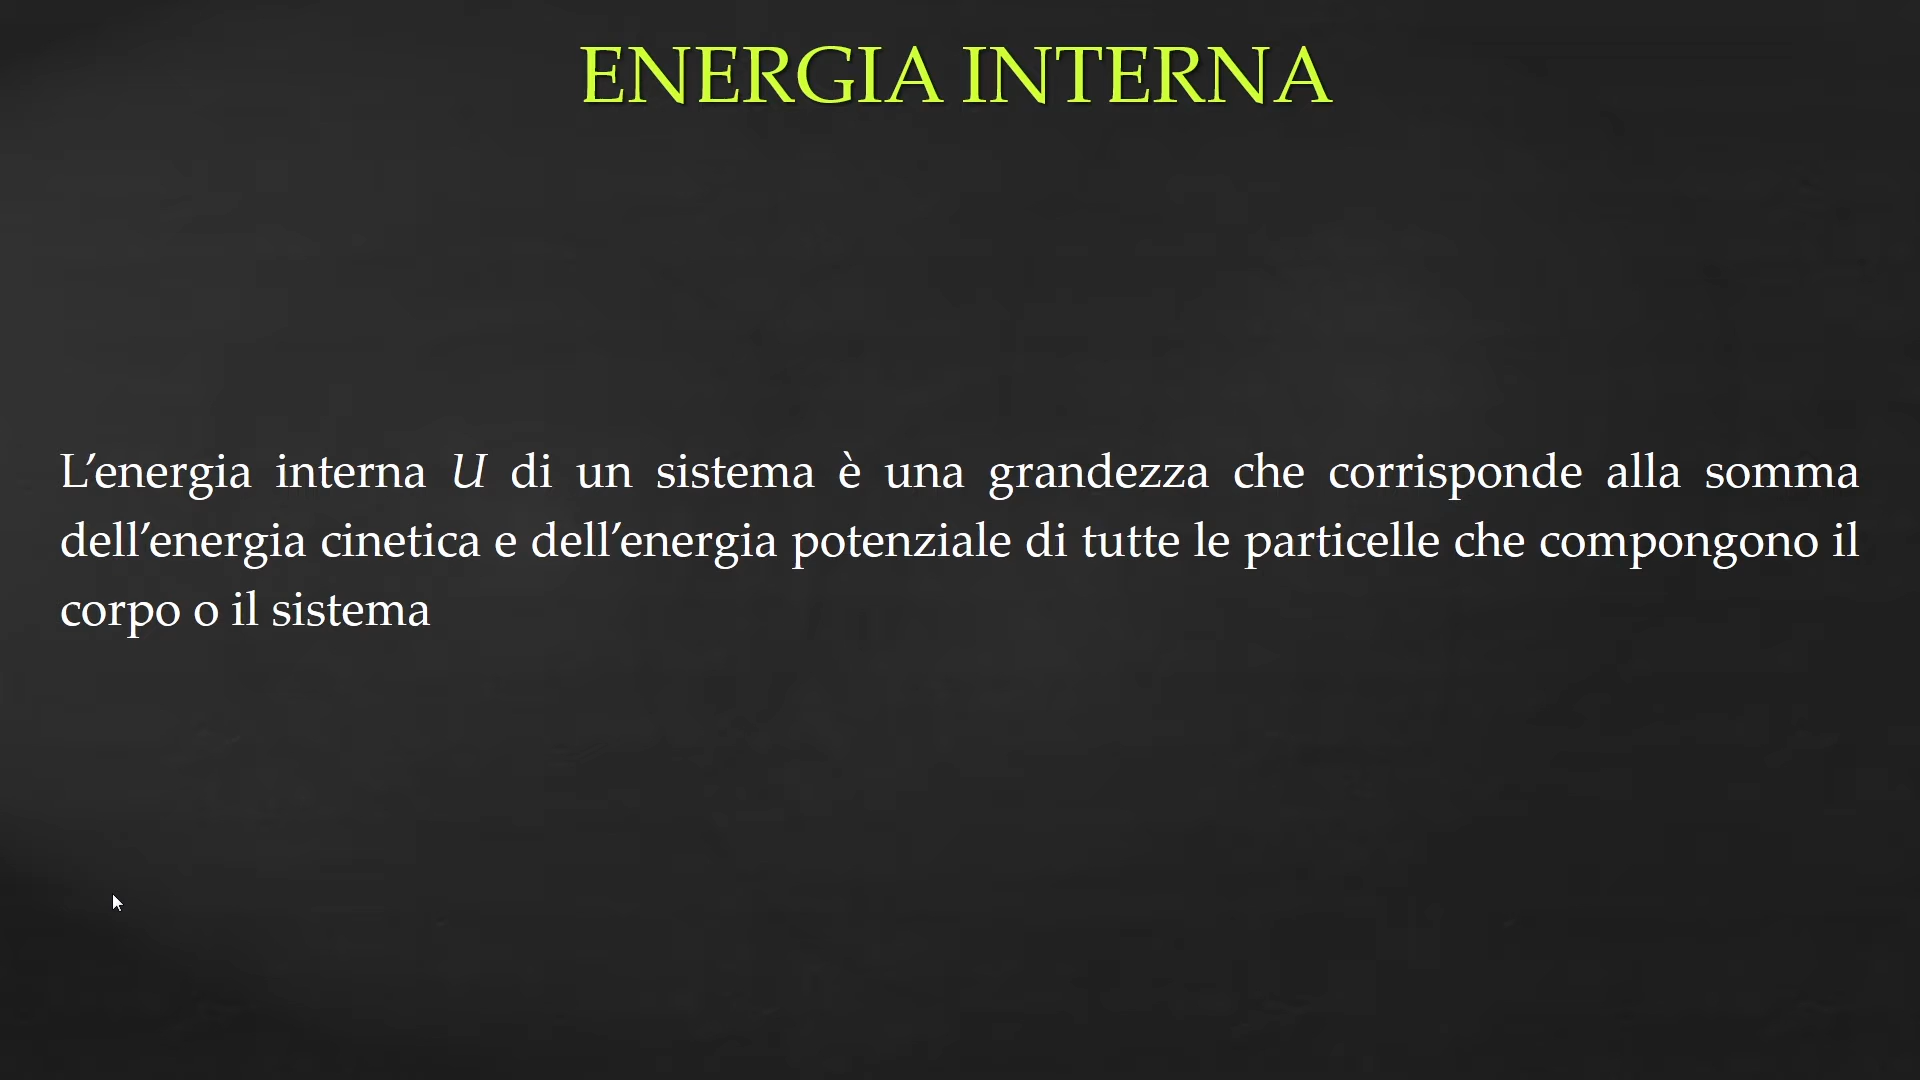 ENERGIA INTERNA
L’energia interna U di un sistema è una grandezza che corrisponde alla somma
dell’energia cinetica e dell’energia potenziale di tutte le particelle che compongono il
corpo o il sistema